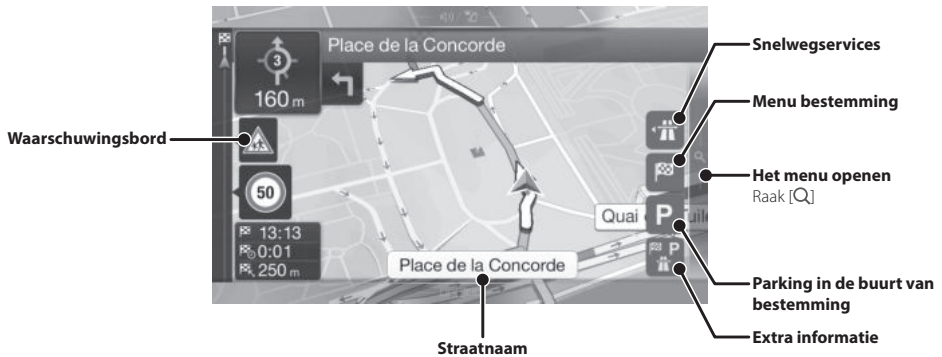 Place de la Concorde
3
160 m
50
13:13
0:01
250 m
Quai
P
uile
P
Place de la Concorde
Waarschuwingsbord
Straatnaam
Snelwegservices
Menu bestemming
Het menu openen
Raak [Q]
Parking in de buurt van
bestemming
Extra informatie